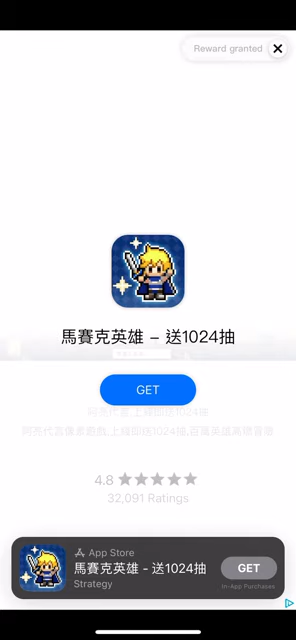 Reward granted
馬賽克英雄 – 送1024抽
GET
4.8
32,091 Ratings
App Store
馬賽克英雄 - 送1024抽
Strategy
GET
In-App Purchases